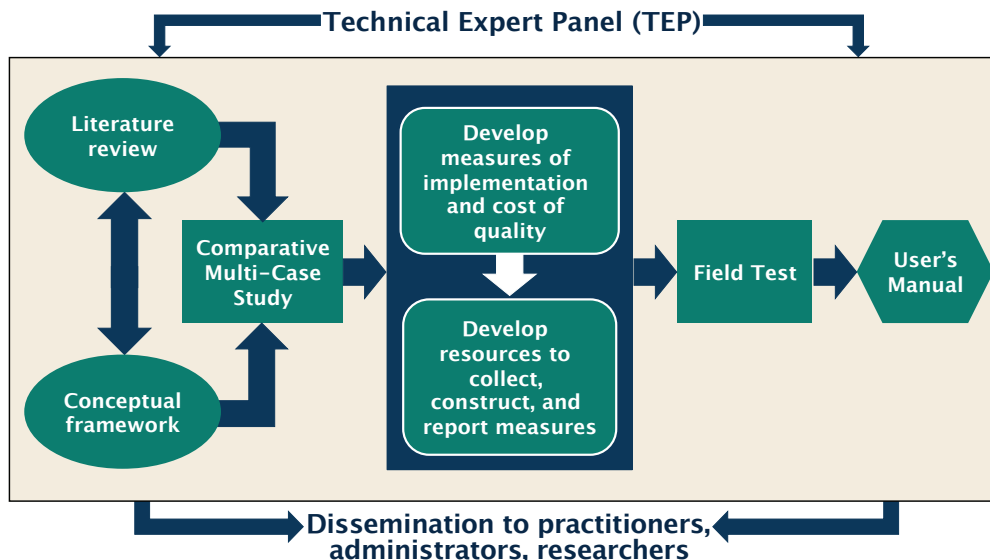 Technical Expert Panel (TEP)
Literature
review
Conceptual
framework
Comparative
Multi-Case
Study
Develop
measures of
implementation
and cost of
quality
Develop
resources to
collect,
construct, and
report measures
Field Test
User’s
Manual
Dissemination to practitioners,
administrators, researchers